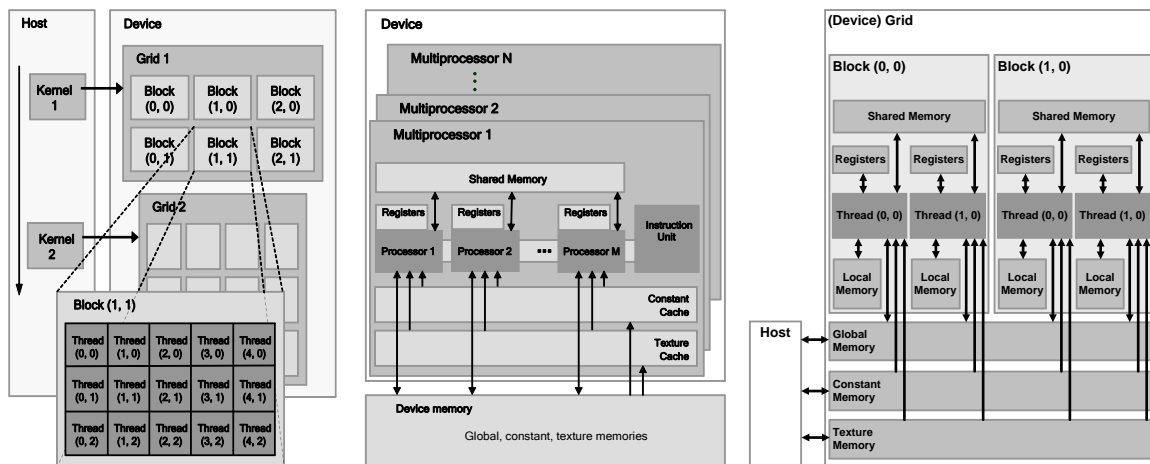 Host
Device
Grid 1
Kernel
1
Block
(0, 0)
Block
(1, 0)
Block
(2, 0)
Block
(0, 1)
Block
(1, 1)
Block
(2, 1)
Grid 2
Kernel
2
Block (1, 1)
Thread
(0, 0)
Thread
(1, 0)
Thread
(2, 0)
Thread
(3, 0)
Thread
(4, 0)
Thread
(0, 1)
Thread
(1, 1)
Thread
(2, 1)
Thread
(3, 1)
Thread
(4, 1)
Thread
(0, 2)
Thread
(1, 2)
Thread
(2, 2)
Thread
(3, 2)
Thread
(4, 2)
Device
Multiprocessor N
Multiprocessor 2
Multiprocessor 1
Shared Memory
Registers
Registers
Registers
Processor 1
Processor 2
Processor M
Instruction
Unit
Constant
Cache
Texture
Cache
Device memory
Global, constant, texture memories
(Device) Grid
Block (0, 0)
Shared Memory
Registers
Registers
Thread (0, 0)
Thread (1, 0)
Local
Memory
Local
Memory
Block (1, 0)
Shared Memory
Registers
Registers
Thread (0, 0)
Thread (1, 0)
Local
Memory
Local
Memory
Host
Global
Memory
Constant
Memory
Texture
Memory